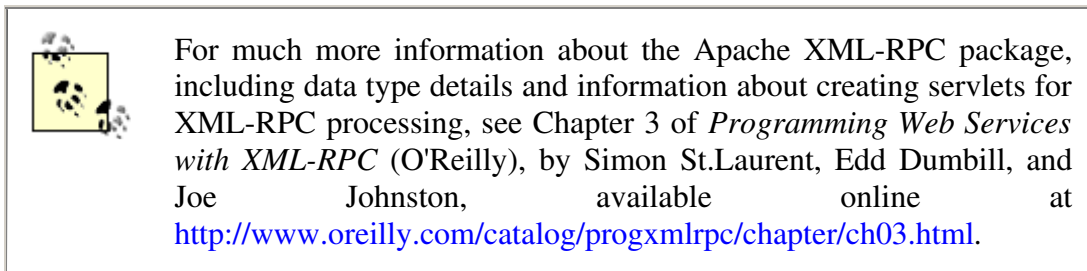 For much more information about the Apache XML-RPC package,
including data type details and information about creating servlets for
XML-RPC processing, see Chapter 3 of Programming Web Services
with XML-RPC (O'Reilly), by Simon St.Laurent, Edd Dumbill, and
Joe Johnston, available online at
http://www.oreilly.com/catalog/progxmlrpc/chapter/ch03.html.